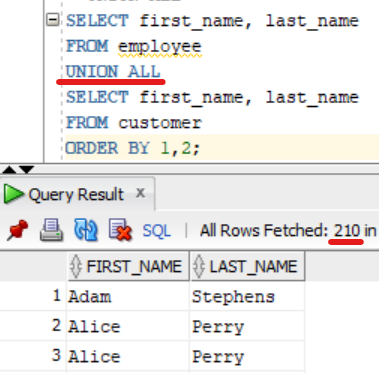 SELECT first_name, last_name
FROM employee
UNION ALL
SELECT first_name, last_name
FROM customer
ORDER BY 1,2;
Query Result x
SQL | All Rows Fetched: 210 in
FIRST_NAME LAST_NAME
1 Adam Stephens
2 Alice Perry
3 Alice Perry